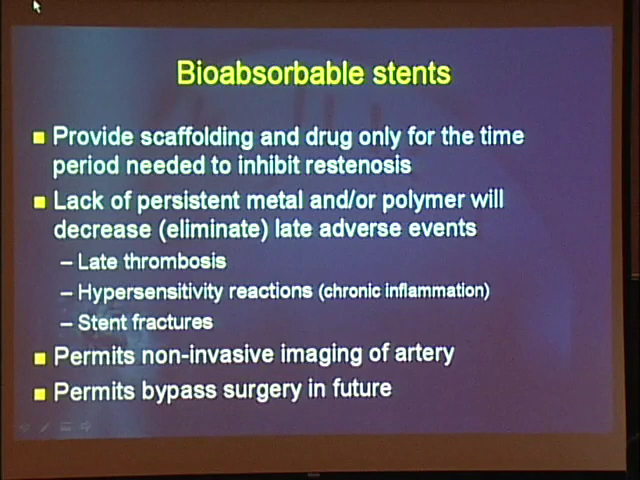 Bioabsorbable stents
Provide scaffolding and drug only for the time
period needed to inhibit restenosis
Lack of persistent metal and/or polymer will
decrease (eliminate) late adverse events
– Late thrombosis
– Hypersensitivity reactions (chronic inflammation)
– Stent fractures
Permits non-invasive imaging of artery
Permits bypass surgery in future